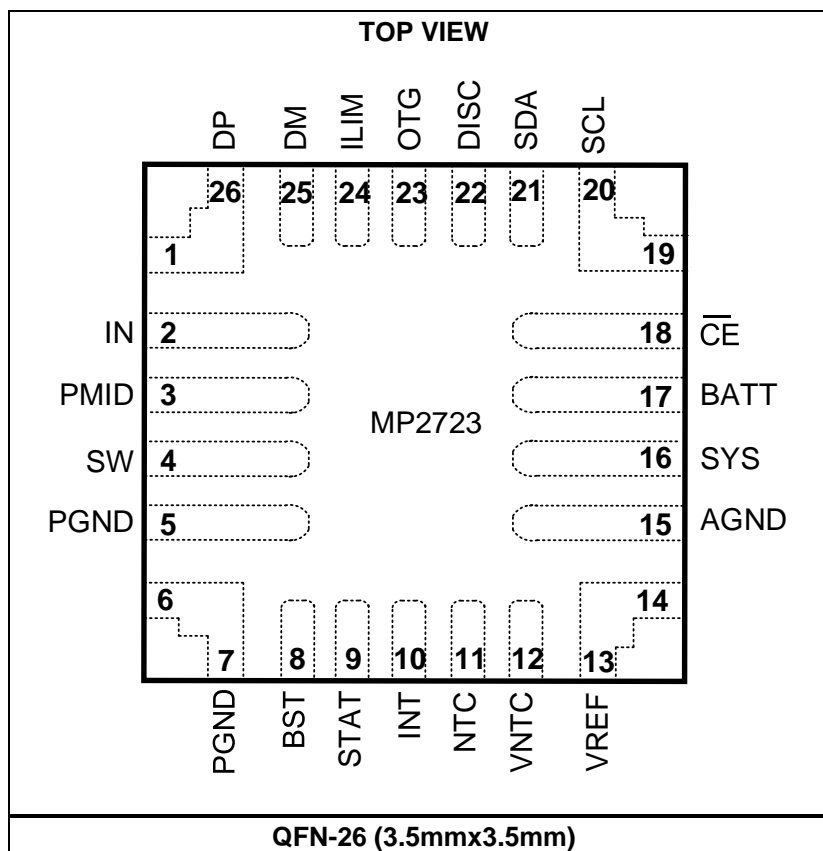 TOP VIEW
DP
DM
ILIM
OTG
DISC
SDA
SCL
26 25 24 23 22 21 20
1 19
IN 2 18 C̅E̅
PMID 3 17 BATT
MP2723
SW 4 16 SYS
PGND 5 15 AGND
6 14
7 8 9 10 11 12 13
PGND
BST
STAT
INT
NTC
VNTC
VREF
QFN-26 (3.5mmx3.5mm)